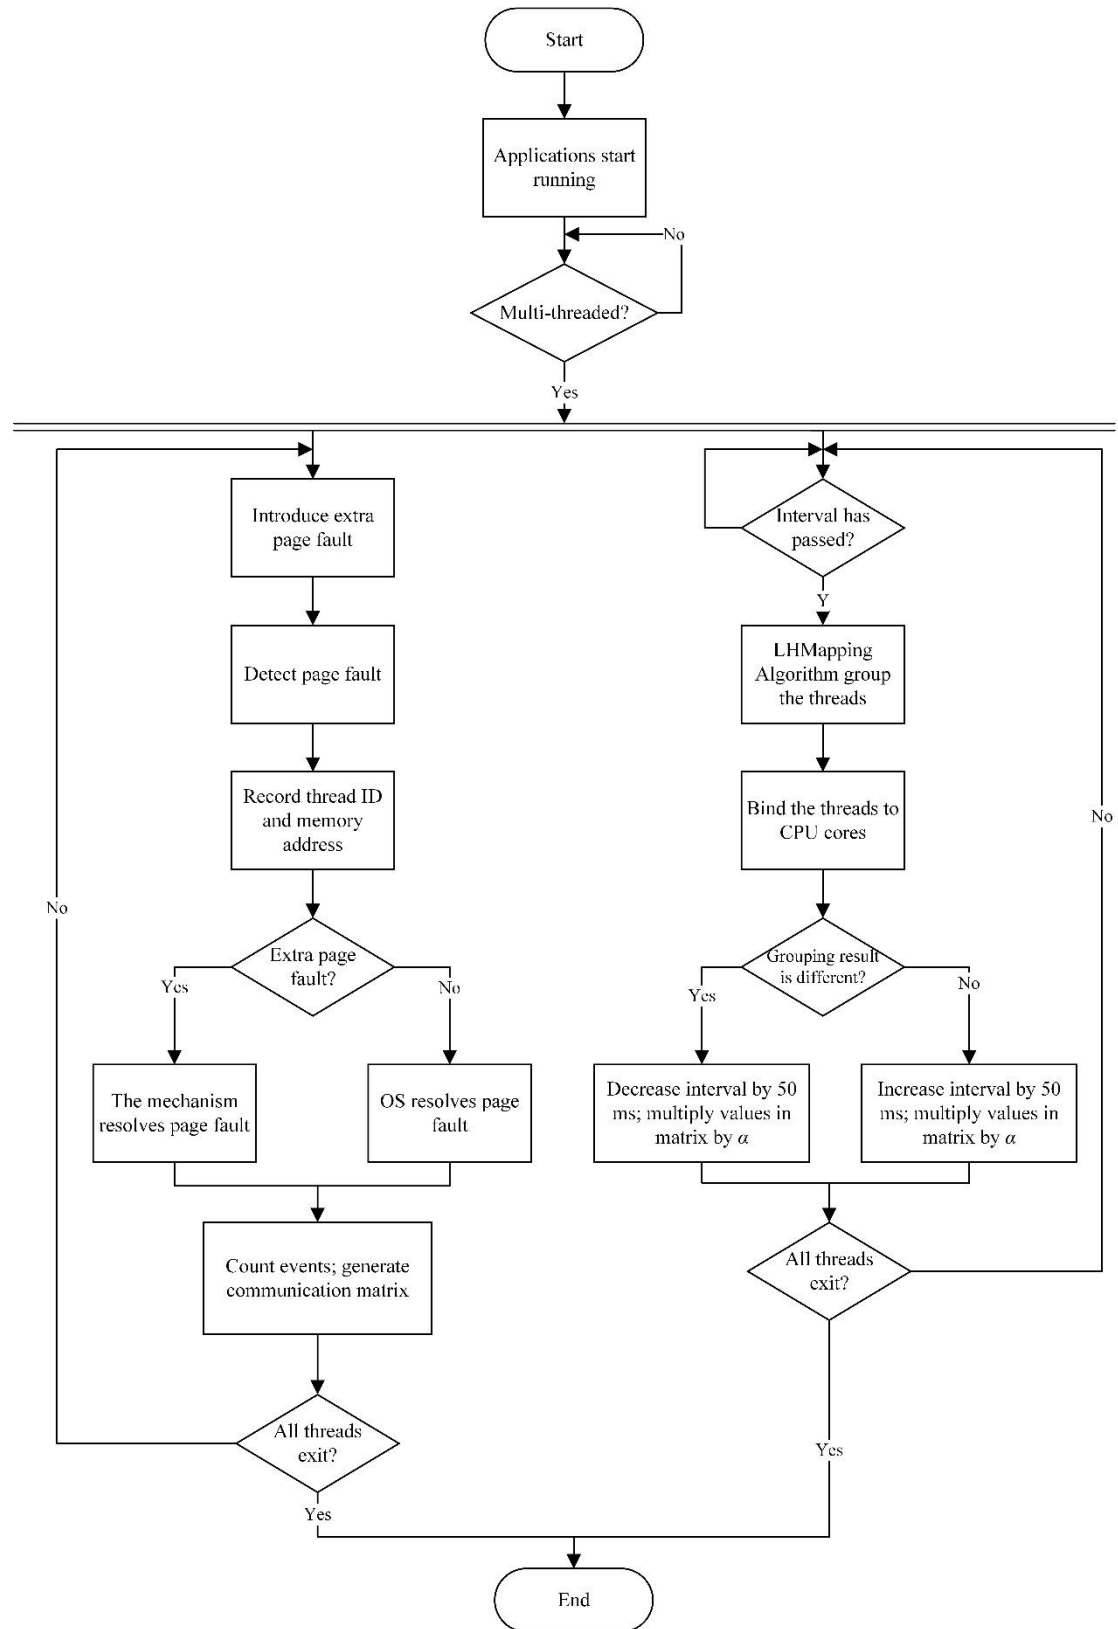 Start
Applications start
running
No
Multi-threaded?
Yes
Introduce extra
page fault
Detect page fault
Record thread ID
and memory
address
No
Extra page
fault?
Yes
No
The mechanism
resolves page fault
OS resolves page
fault
Count events; generate
communication matrix
All threads
exit?
Yes
Interval has
passed?
Y
LHMapping
Algorithm group
the threads
Bind the threads to
CPU cores
No
Grouping result
is different?
Yes
No
Decrease interval by 50
ms; multiply values in
matrix by α
Increase interval by 50
ms; multiply values in
matrix by α
All threads
exit?
Yes
End